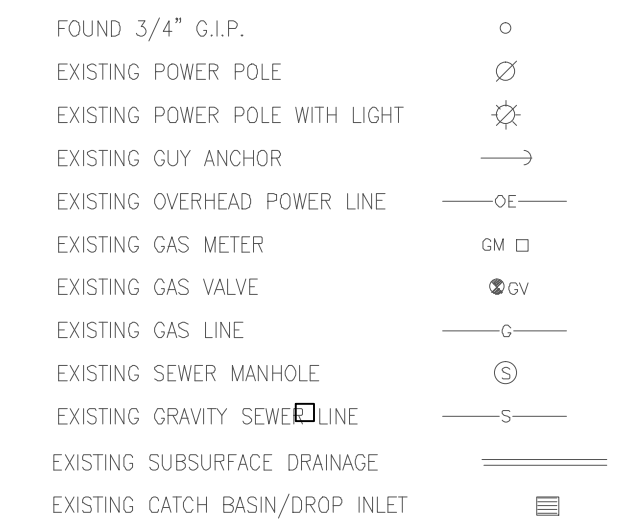 FOUND 3/4" G.I.P.
EXISTING POWER POLE
EXISTING POWER POLE WITH LIGHT
EXISTING GUY ANCHOR
EXISTING OVERHEAD POWER LINE OE
EXISTING GAS METER GM
EXISTING GAS VALVE GV
EXISTING GAS LINE G
EXISTING SEWER MANHOLE S
EXISTING GRAVITY SEWER LINE S
EXISTING SUBSURFACE DRAINAGE
EXISTING CATCH BASIN/DROP INLET